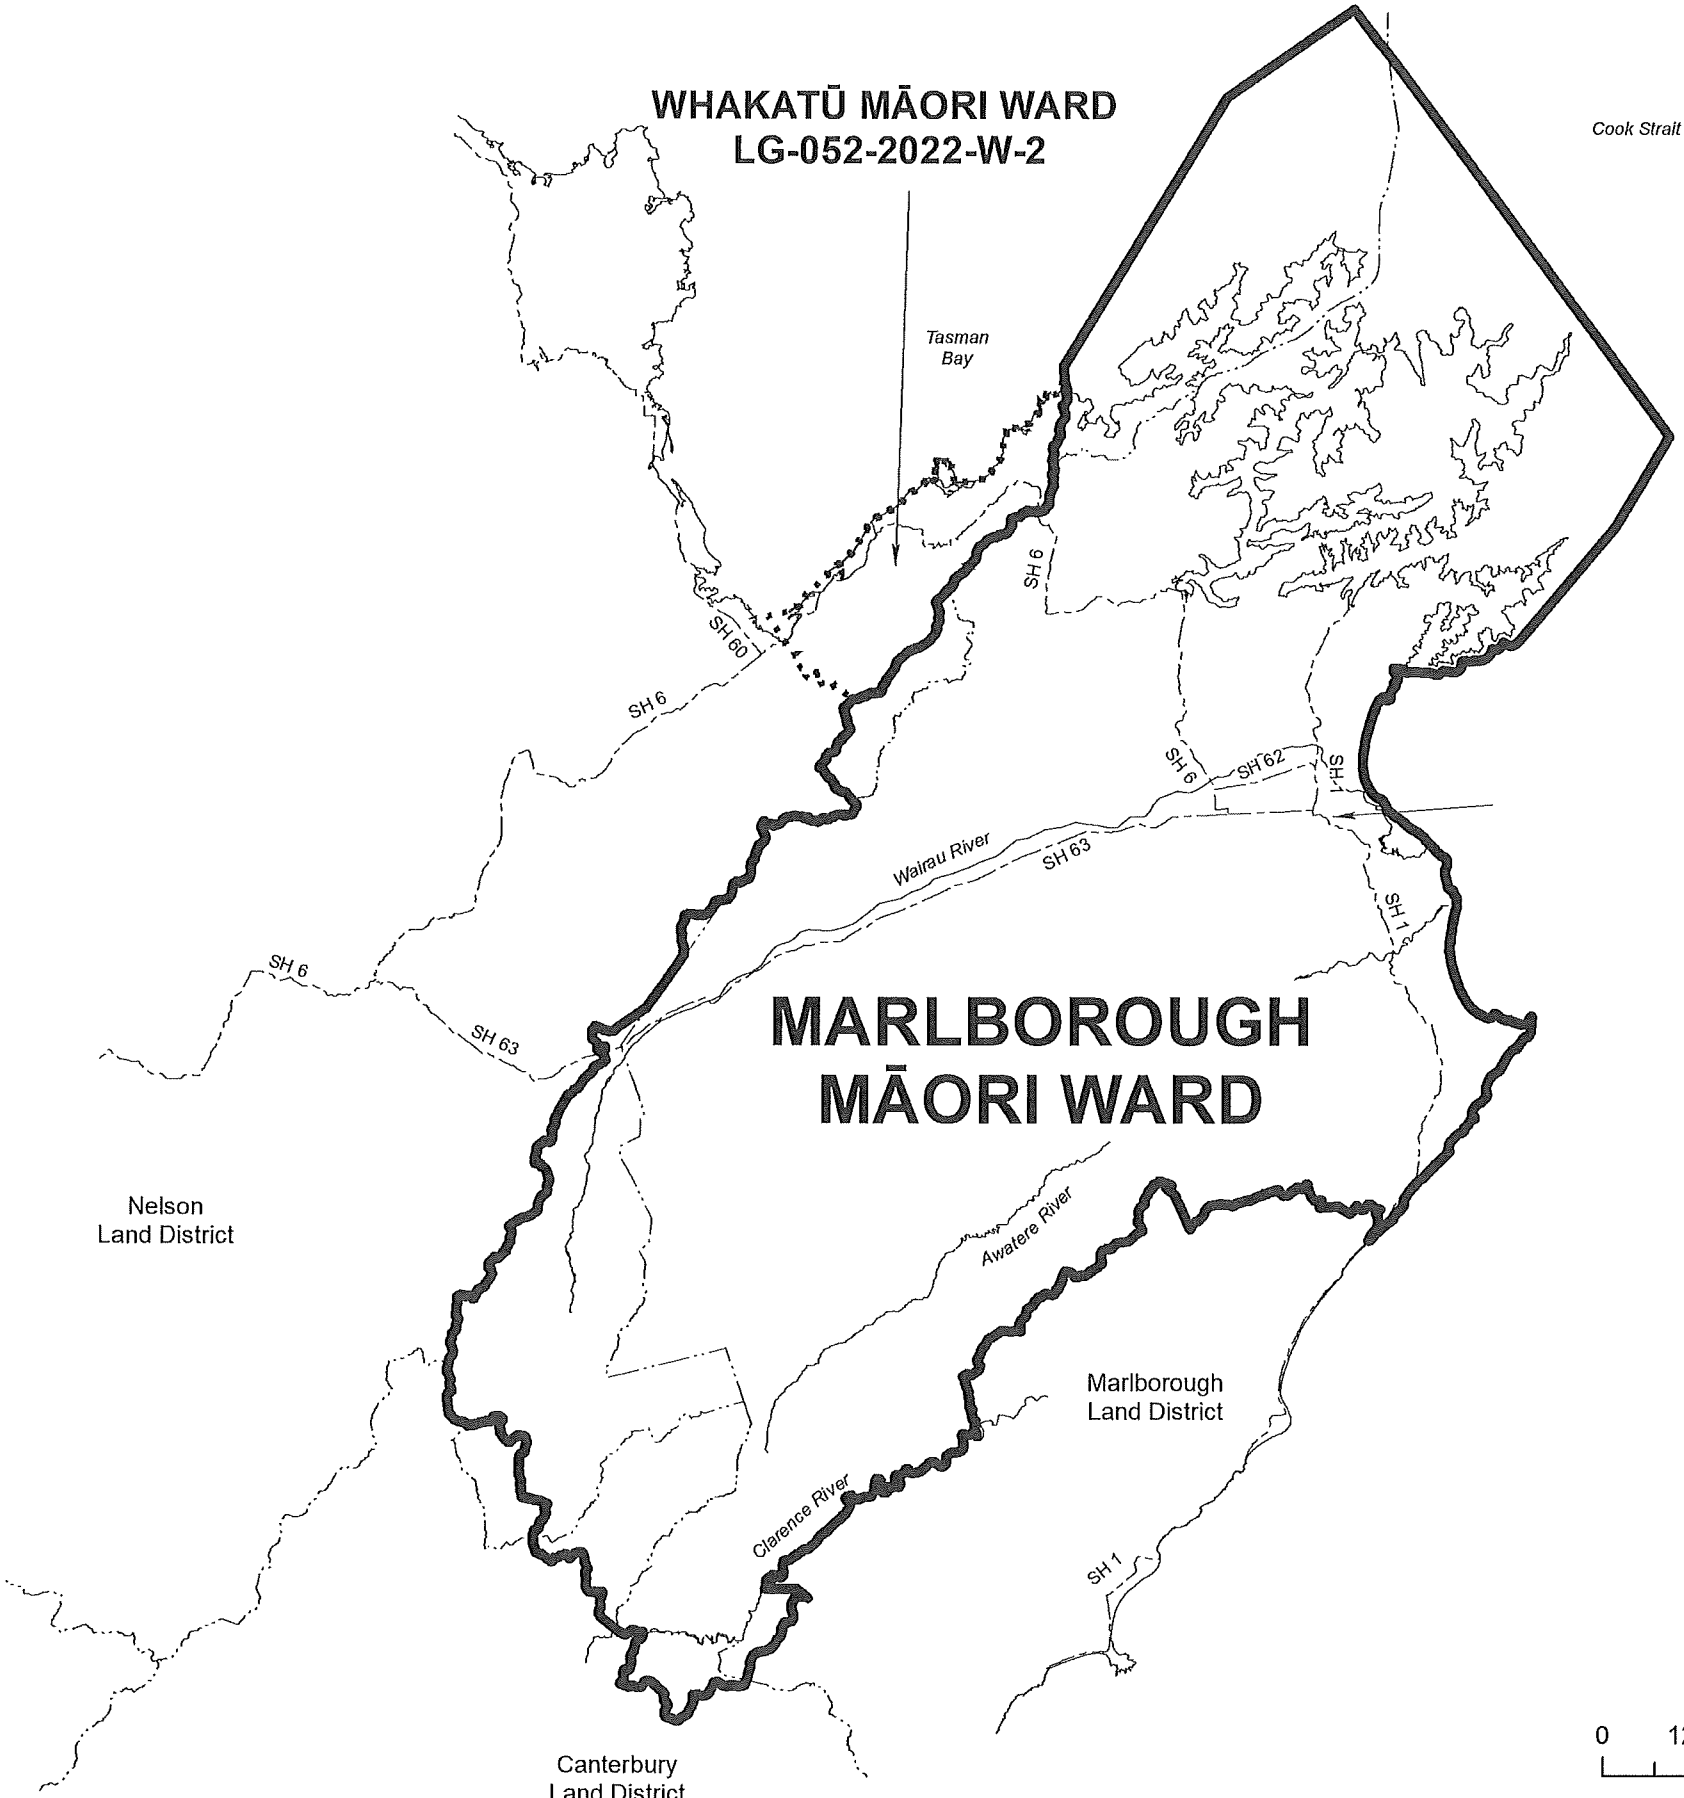 WHAKATŪ MĀORI WARD
LG-052-2022-W-2
Cook Strait
Tasman
Bay
SH 6
SH 60
SH 6
SH 6
SH 62
SH 1
Wairau River
SH 63
SH 1
SH 6
SH 63
MARLBOROUGH
MĀORI WARD
Nelson
Land District
Awatere River
Marlborough
Land District
Clarence River
SH 1
0
Canterbury
Land District